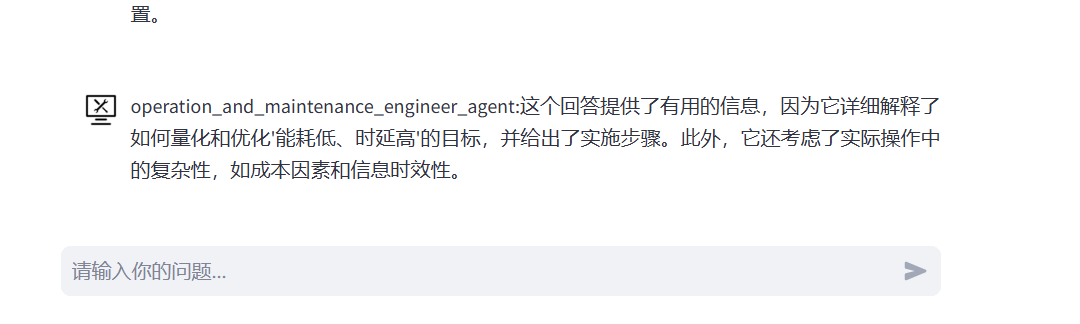 置。
operation_and_maintenance_engineer_agent:这个回答提供了有用的信息，因为它详细解释了
如何量化和优化'能耗低、时延高'的目标，并给出了实施步骤。此外，它还考虑了实际操作中
的复杂性，如成本因素和信息时效性。
请输入你的问题...